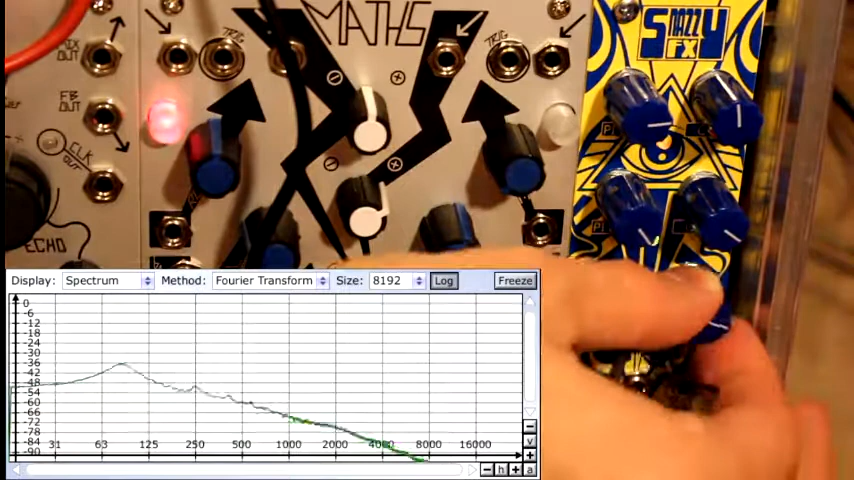 MATHS
SNAZZY
FX
TRIG
TRIG
OUT
FB
OUT
CLK
OUT
ECHO
Display: Spectrum Method: Fourier Transform Size: 8192 Log Freeze
0
-6
-12
-18
-24
-30
-36
-42
-48
-54
-60
-66
-72
-78
-84
-90
31 63 125 250 500 1000 2000 4000 8000 16000
- v + - h + a